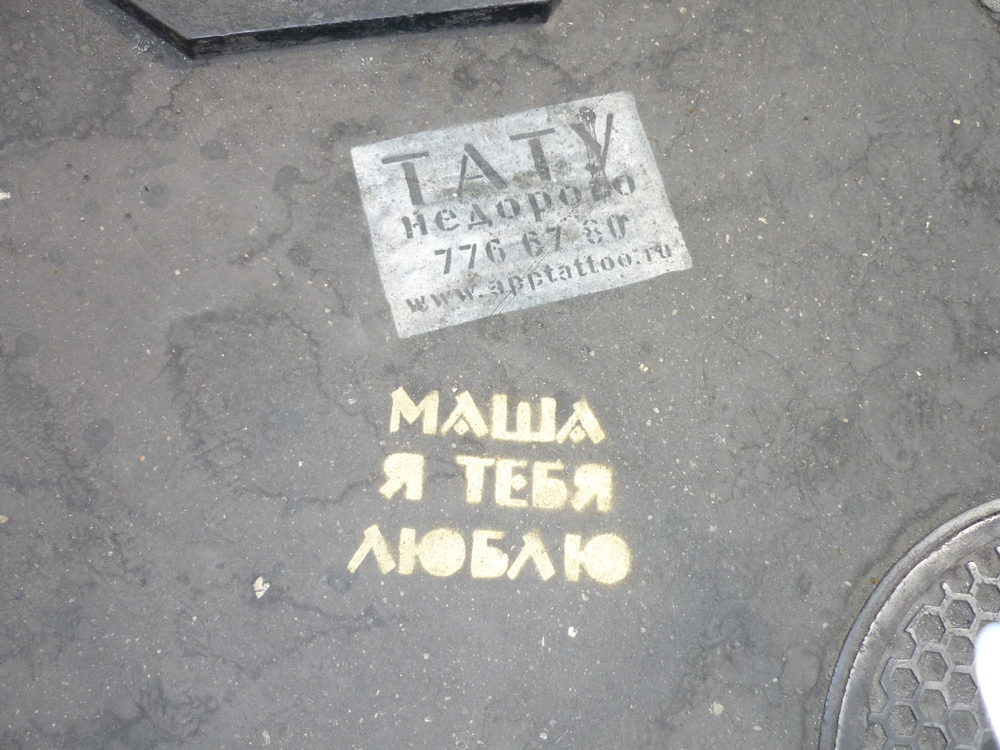 ТАТУ
Недорого
776 67 80
www.apptattoo.ru
МАША
Я ТЕБЯ
ЛЮБЛЮ